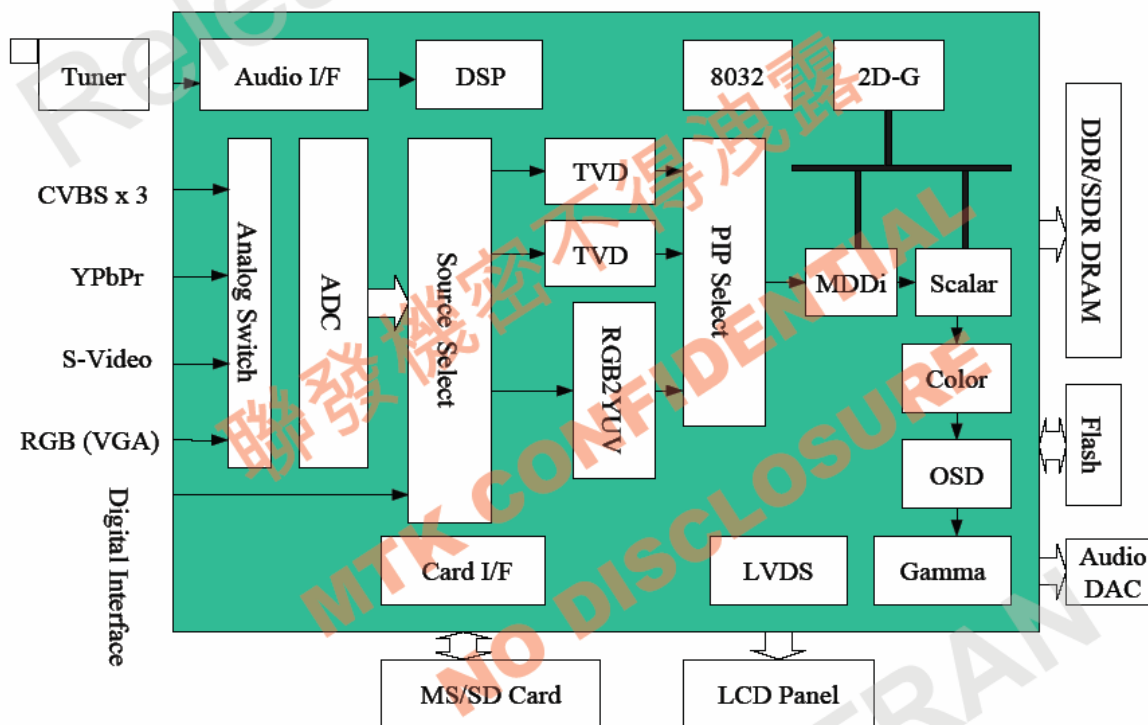 Tuner
Audio I/F
DSP
8032
2D-G
DDR/SDR DRAM
CVBS x 3
YPbPr
S-Video
RGB (VGA)
Digital Interface
Analog Switch
ADC
Source Select
TVD
TVD
RGB2YUV
PIP Select
MDDi
Scalar
Color
OSD
Gamma
Flash
Audio DAC
Card I/F
LVDS
MS/SD Card
LCD Panel
聯發機密不得洩露
MTK CONFIDENTIAL
NO DISCLOSURE